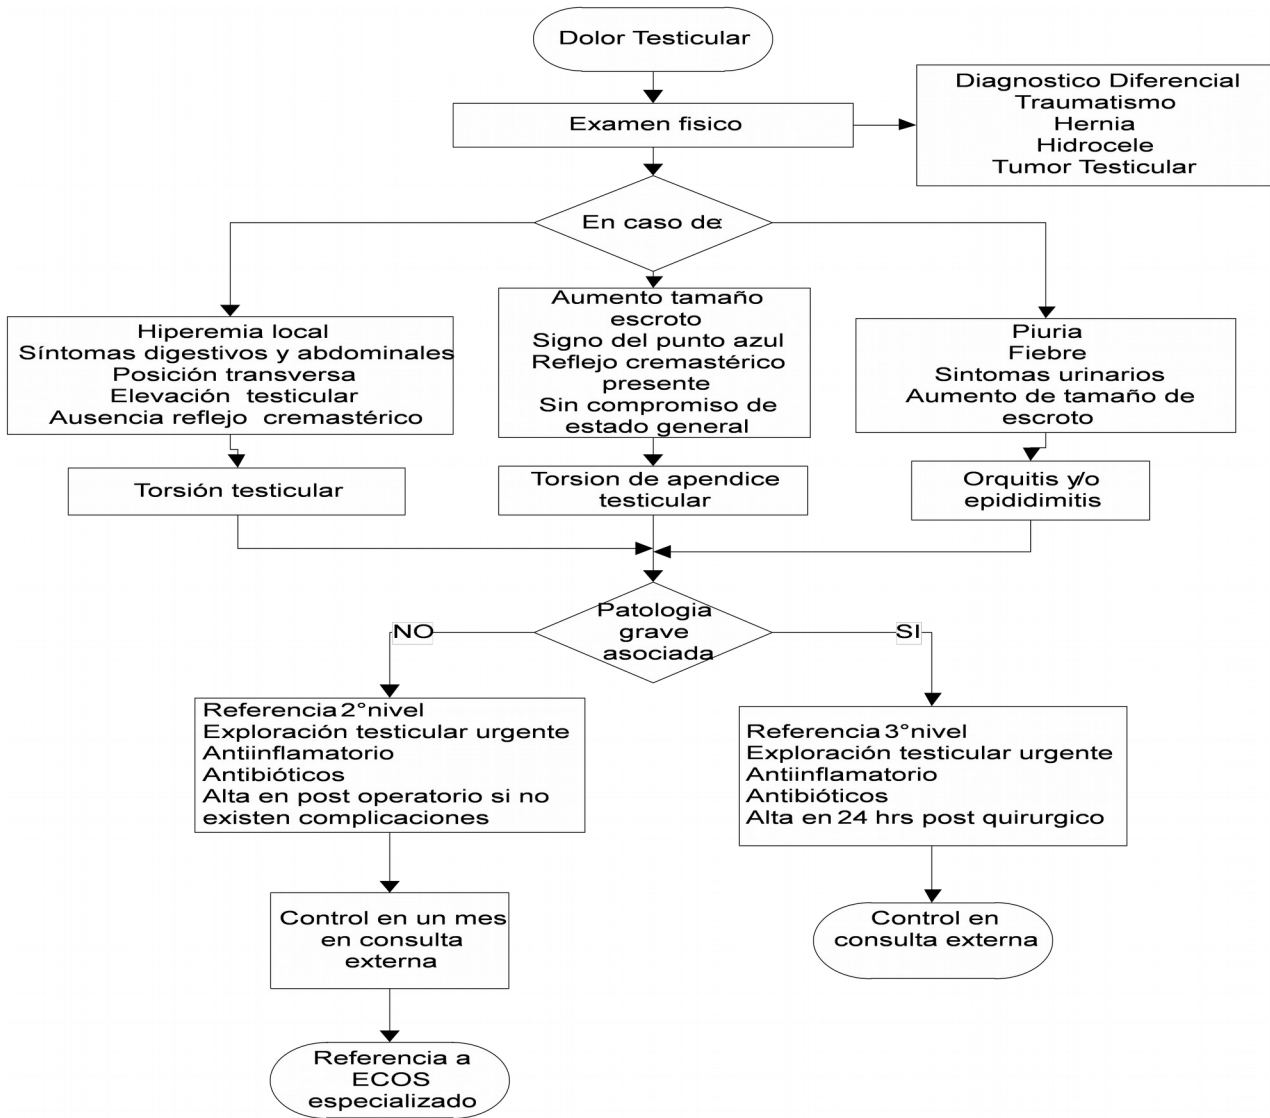 Dolor Testicular
Examen fisico
Diagnostico Diferencial
Traumatismo
Hernia
Hidrocele
Tumor Testicular
En caso de:
Hiperemia local
Síntomas digestivos y abdominales
Posición transversa
Elevación testicular
Ausencia reflejo cremastérico
Aumento tamaño
escroto
Signo del punto azul
Reflejo cremastérico
presente
Sin compromiso de
estado general
Piuria
Fiebre
Sintomas urinarios
Aumento de tamaño de
escroto
Torsión testicular
Torsion de apendice
testicular
Orquitis y/o
epididimitis
Patologia
grave
asociada
NO
SI
Referencia 2°nivel
Exploración testicular urgente
Antiinflamatorio
Antibióticos
Alta en post operatorio si no
existen complicaciones
Referencia 3°nivel
Exploración testicular urgente
Antiinflamatorio
Antibióticos
Alta en 24 hrs post quirurgico
Control en un mes
en consulta
externa
Control en
consulta externa
Referencia a
ECOS
especializado